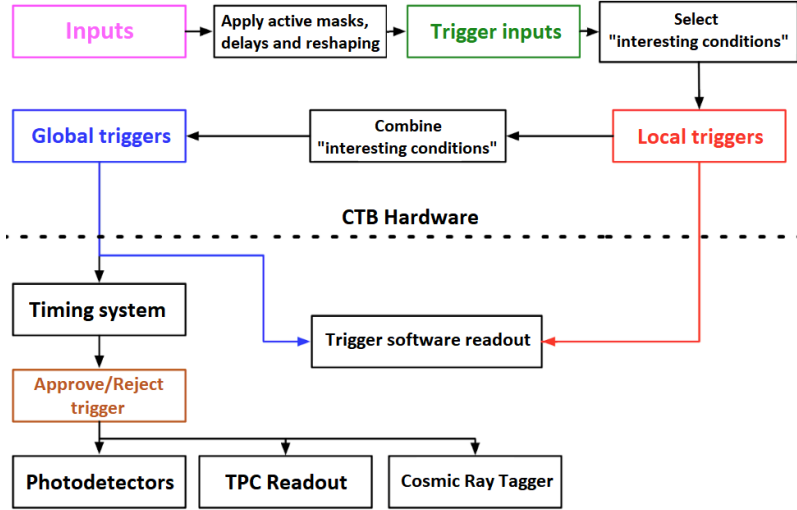 Inputs
Apply active masks,
delays and reshaping
Trigger inputs
Select
"interesting conditions"
Global triggers
Combine
"interesting conditions"
Local triggers
CTB Hardware
Timing system
Trigger software readout
Approve/Reject
trigger
Photodetectors
TPC Readout
Cosmic Ray Tagger